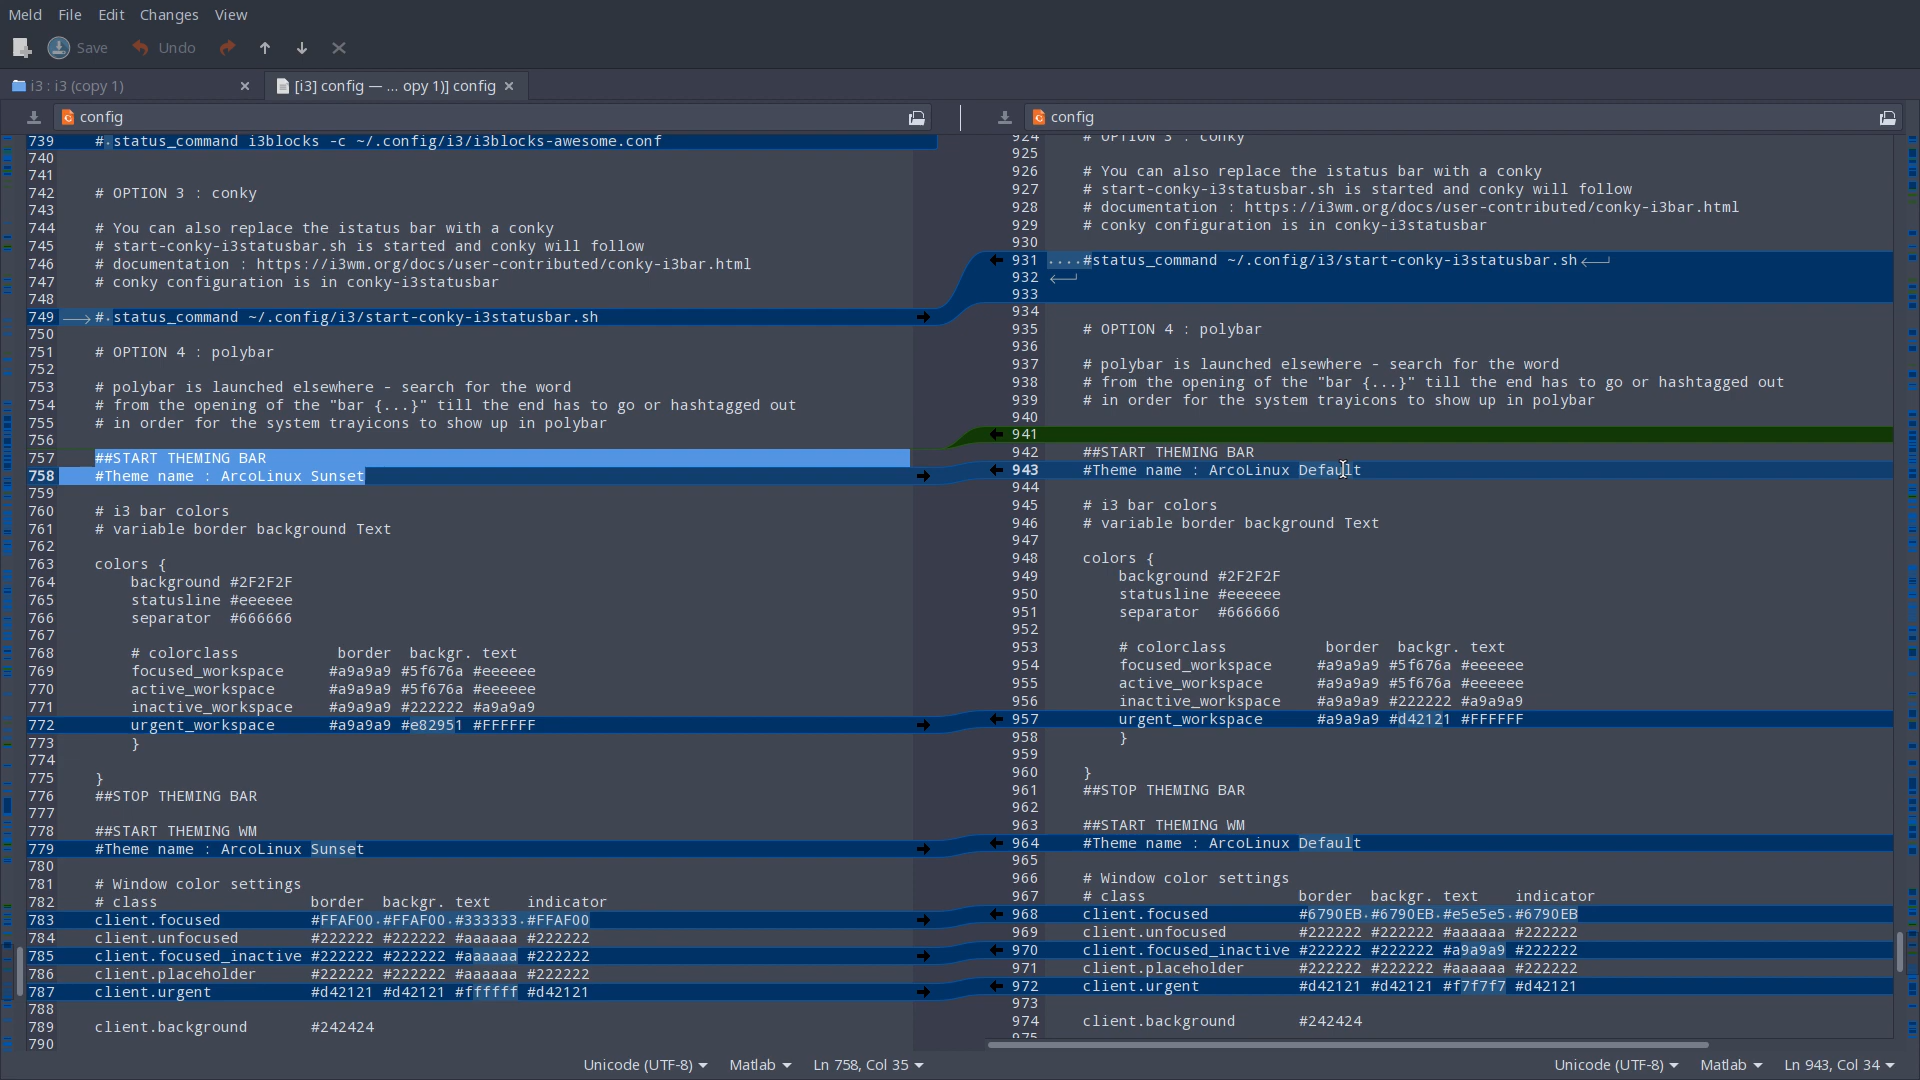 Meld File Edit Changes View
Save Undo
i3 : i3 (copy 1) [i3] config — ... opy 1)] config
config
739 # status_command i3blocks -c ~/.config/i3/i3blocks-awesome.conf
740
741
742 # OPTION 3 : conky
743
744 # You can also replace the istatus bar with a conky
745 # start-conky-i3statusbar.sh is started and conky will follow
746 # documentation : https://i3wm.org/docs/user-contributed/conky-i3bar.html
747 # conky configuration is in conky-i3statusbar
748
749 # status_command ~/.config/i3/start-conky-i3statusbar.sh
750
751 # OPTION 4 : polybar
752
753 # polybar is launched elsewhere - search for the word
754 # from the opening of the "bar {...}" till the end has to go or hashtagged out
755 # in order for the system trayicons to show up in polybar
756
757 ##START THEMING BAR
758 #Theme name : ArcoLinux Sunset
759
760 # i3 bar colors
761 # variable border background Text
762
763 colors {
764 background #2F2F2F
765 statusline #eeeeee
766 separator #666666
767
768 # colorclass border backgr. text
769 focused_workspace #a9a9a9 #5f676a #eeeeee
770 active_workspace #a9a9a9 #5f676a #eeeeee
771 inactive_workspace #a9a9a9 #222222 #a9a9a9
772 urgent_workspace #a9a9a9 #e82951 #FFFFFF
773 }
774
775 }
776 ##STOP THEMING BAR
777
778 ##START THEMING WM
779 #Theme name : ArcoLinux Sunset
780
781 # Window color settings
782 # class border backgr. text indicator
783 client.focused #FFAF00 #FFAF00 #333333 #FFAF00
784 client.unfocused #222222 #222222 #aaaaaa #222222
785 client.focused_inactive #222222 #222222 #aaaaaa #222222
786 client.placeholder #222222 #222222 #aaaaaa #222222
787 client.urgent #d42121 #d42121 #ffffff #d42121
788
789 client.background #242424
790
Unicode (UTF-8) Matlab Ln 758, Col 35
config
924 # OPTION 3 : conky
925
926 # You can also replace the istatus bar with a conky
927 # start-conky-i3statusbar.sh is started and conky will follow
928 # documentation : https://i3wm.org/docs/user-contributed/conky-i3bar.html
929 # conky configuration is in conky-i3statusbar
930
931 #status_command ~/.config/i3/start-conky-i3statusbar.sh
932
933
934
935 # OPTION 4 : polybar
936
937 # polybar is launched elsewhere - search for the word
938 # from the opening of the "bar {...}" till the end has to go or hashtagged out
939 # in order for the system trayicons to show up in polybar
940
941
942 ##START THEMING BAR
943 #Theme name : ArcoLinux Default
944
945 # i3 bar colors
946 # variable border background Text
947
948 colors {
949 background #2F2F2F
950 statusline #eeeeee
951 separator #666666
952
953 # colorclass border backgr. text
954 focused_workspace #a9a9a9 #5f676a #eeeeee
955 active_workspace #a9a9a9 #5f676a #eeeeee
956 inactive_workspace #a9a9a9 #222222 #a9a9a9
957 urgent_workspace #a9a9a9 #d42121 #FFFFFF
958 }
959
960 }
961 ##STOP THEMING BAR
962
963 ##START THEMING WM
964 #Theme name : ArcoLinux Default
965
966 # Window color settings
967 # class border backgr. text indicator
968 client.focused #6790EB #6790EB #e5e5e5 #6790EB
969 client.unfocused #222222 #222222 #aaaaaa #222222
970 client.focused_inactive #222222 #222222 #a9a9a9 #222222
971 client.placeholder #222222 #222222 #aaaaaa #222222
972 client.urgent #d42121 #d42121 #f7f7f7 #d42121
973
974 client.background #242424
975
Unicode (UTF-8) Matlab Ln 943, Col 34